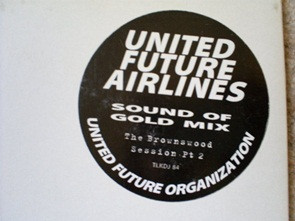 UNITED
FUTURE
AIRLINES
SOUND OF
GOLD MIX
The Brownswood
Session Pt 2
TLKDJ 84
UNITED FUTURE ORGANIZATION